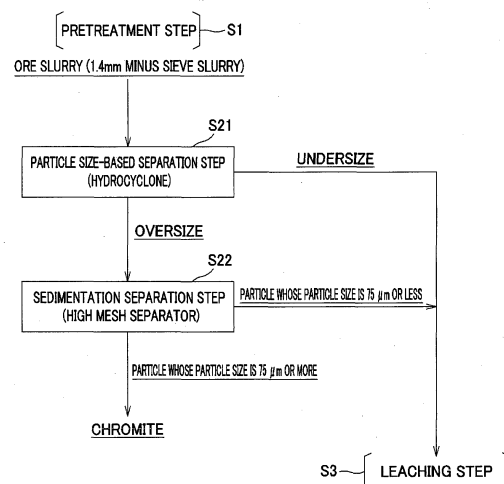 [PRETREATMENT STEP] S1
ORE SLURRY (1.4mm MINUS SIEVE SLURRY)
S21
PARTICLE SIZE-BASED SEPARATION STEP
(HYDROCYCLONE)
UNDERSIZE
OVERSIZE
S22
SEDIMENTATION SEPARATION STEP
(HIGH MESH SEPARATOR)
PARTICLE WHOSE PARTICLE SIZE IS 75 μm OR LESS
PARTICLE WHOSE PARTICLE SIZE IS 75 μm OR MORE
CHROMITE
S3 [LEACHING STEP]